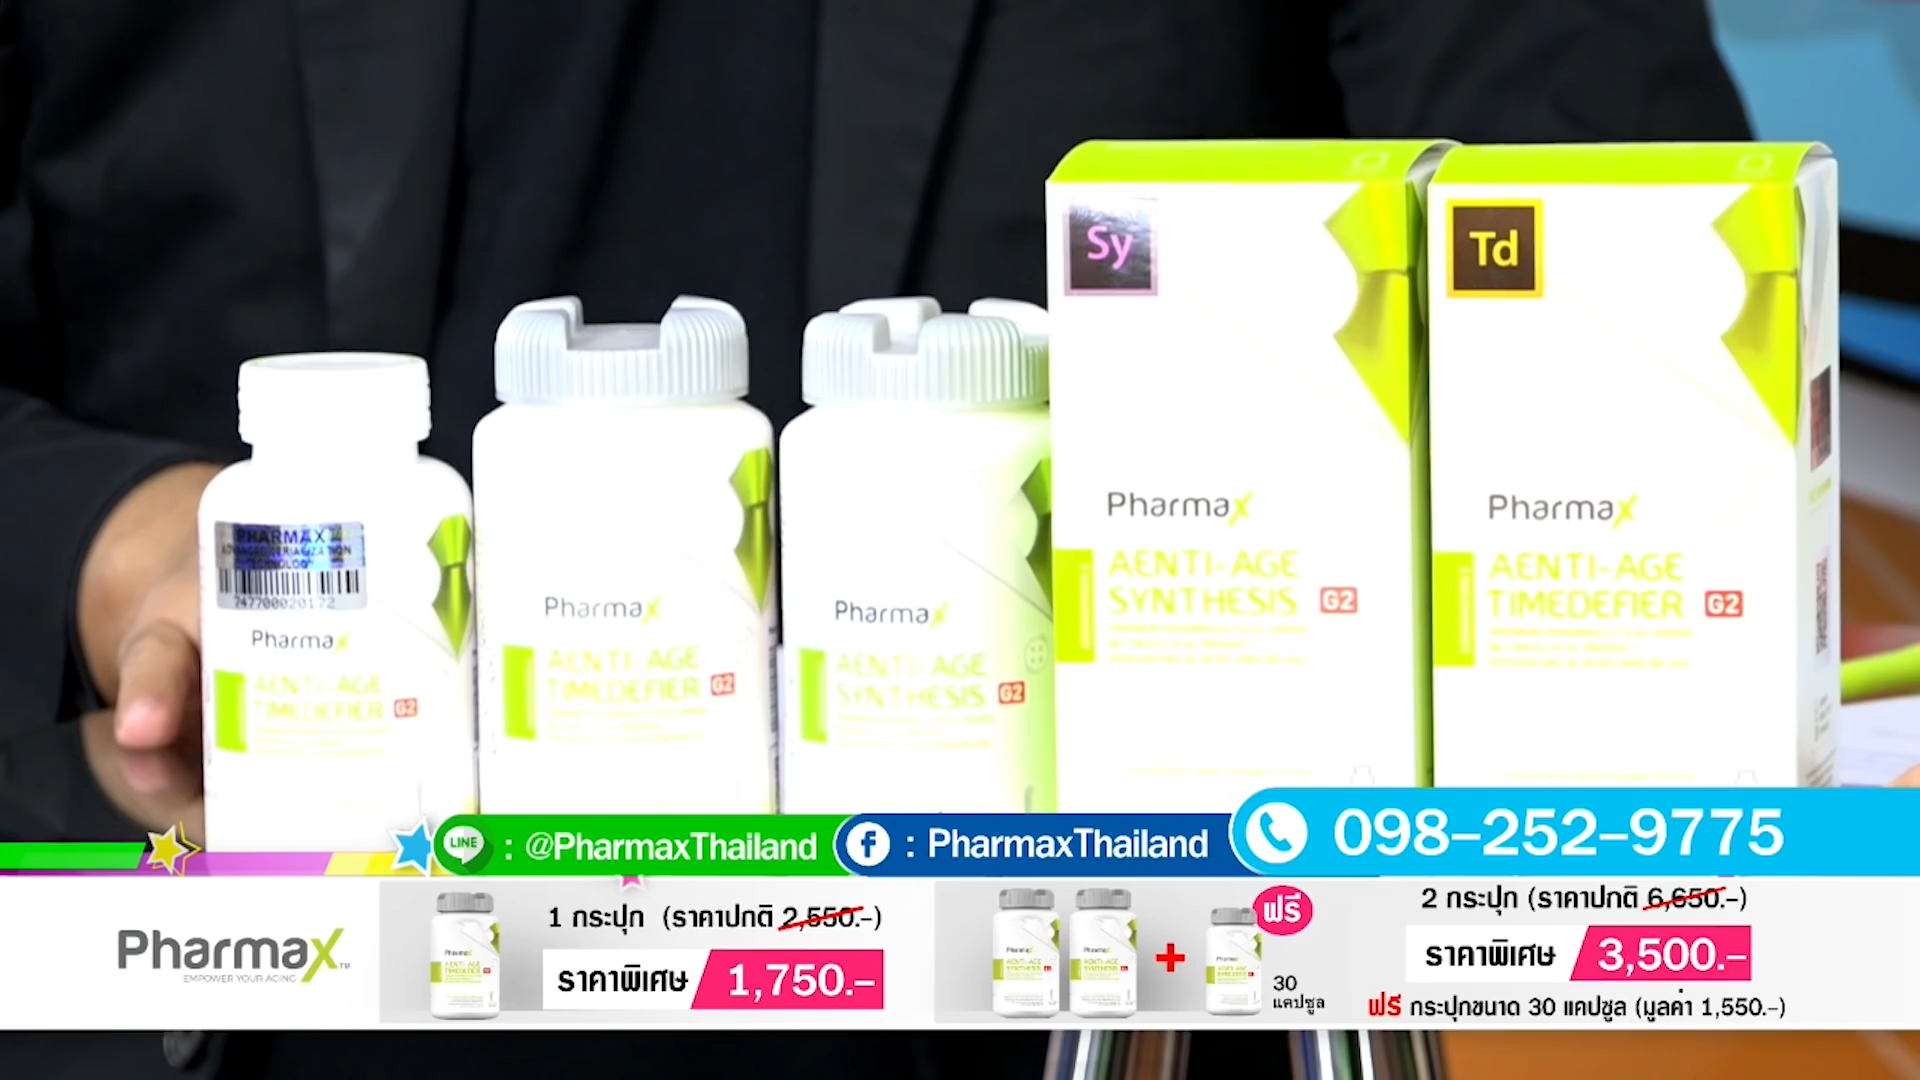 Sy
Td
PHARMAX
ADVANCED SERIALIZATION
TECHNOLOGY
747700020172
Pharmax
AENTI-AGE
TIMEDEFIER G2
Pharmax
AENTI-AGE
TIMEDEFIER G2
Pharmax
AENTI-AGE
SYNTHESIS G2
Pharmax
AENTI-AGE
SYNTHESIS G2
Pharmax
AENTI-AGE
TIMEDEFIER G2
LINE : @PharmaxThailand
f : PharmaxThailand
098-252-9775
Pharmax™
EMPOWER YOUR AGING
1 กระปุก (ราคาปกติ 2,550.-)
ราคาพิเศษ 1,750.-
+
ฟรี
30
แคปซูล
2 กระปุก (ราคาปกติ 6,650.-)
ราคาพิเศษ 3,500.-
ฟรี กระปุกขนาด 30 แคปซูล (มูลค่า 1,550.-)